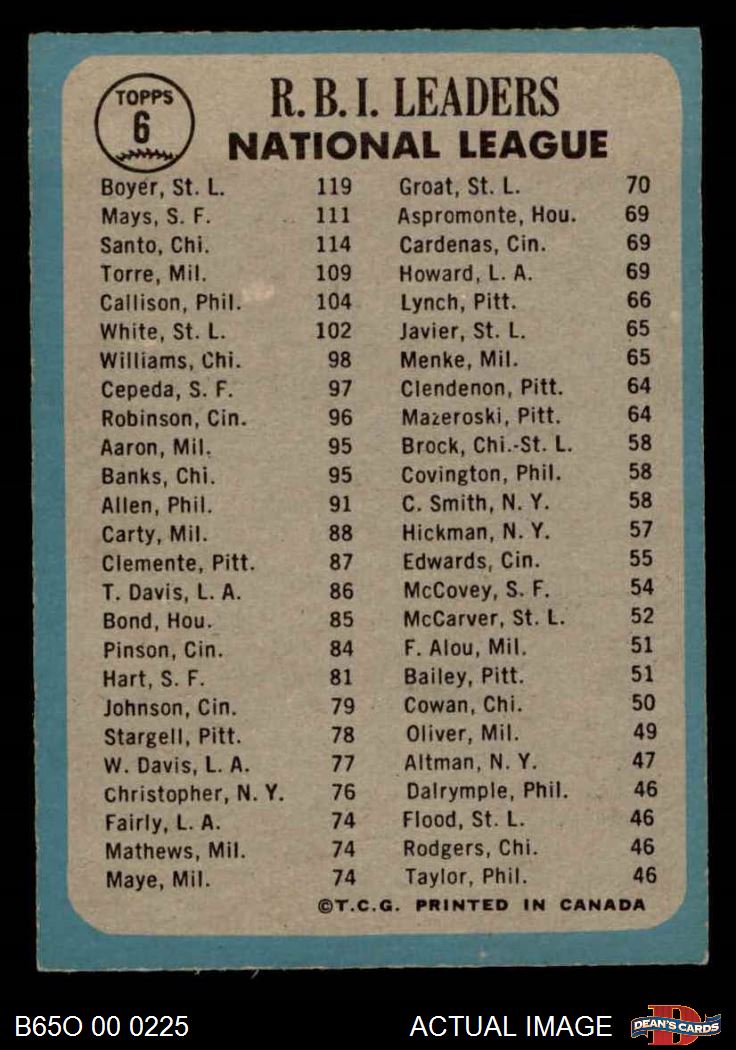 TOPPS
6
R. B. I. LEADERS
NATIONAL LEAGUE
Boyer, St. L. 119
Mays, S. F. 111
Santo, Chi. 114
Torre, Mil. 109
Callison, Phil. 104
White, St. L. 102
Williams, Chi. 98
Cepeda, S. F. 97
Robinson, Cin. 96
Aaron, Mil. 95
Banks, Chi. 95
Allen, Phil. 91
Carty, Mil. 88
Clemente, Pitt. 87
T. Davis, L. A. 86
Bond, Hou. 85
Pinson, Cin. 84
Hart, S. F. 81
Johnson, Cin. 79
Stargell, Pitt. 78
W. Davis, L. A. 77
Christopher, N. Y. 76
Fairly, L. A. 74
Mathews, Mil. 74
Maye, Mil. 74
Groat, St. L. 70
Aspromonte, Hou. 69
Cardenas, Cin. 69
Howard, L. A. 69
Lynch, Pitt. 66
Javier, St. L. 65
Menke, Mil. 65
Clendenon, Pitt. 64
Mazeroski, Pitt. 64
Brock, Chi.-St. L. 58
Covington, Phil. 58
C. Smith, N. Y. 58
Hickman, N. Y. 57
Edwards, Cin. 55
McCovey, S. F. 54
McCarver, St. L. 52
F. Alou, Mil. 51
Bailey, Pitt. 51
Cowan, Chi. 50
Oliver, Mil. 49
Altman, N. Y. 47
Dalrymple, Phil. 46
Flood, St. L. 46
Rodgers, Chi. 46
Taylor, Phil. 46
©T.C.G. PRINTED IN CANADA
B65O 00 0225
ACTUAL IMAGE
D
DEAN'S CARDS